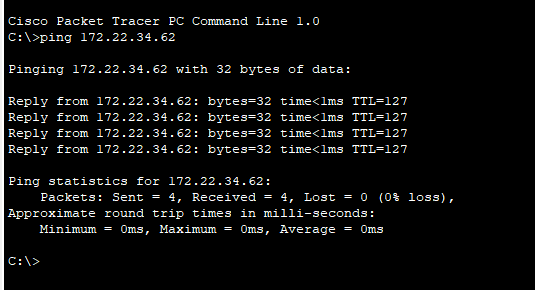 Cisco Packet Tracer PC Command Line 1.0
C:\>ping 172.22.34.62
Pinging 172.22.34.62 with 32 bytes of data:
Reply from 172.22.34.62: bytes=32 time<1ms TTL=127
Reply from 172.22.34.62: bytes=32 time<1ms TTL=127
Reply from 172.22.34.62: bytes=32 time<1ms TTL=127
Reply from 172.22.34.62: bytes=32 time<1ms TTL=127
Ping statistics for 172.22.34.62:
Packets: Sent = 4, Received = 4, Lost = 0 (0% loss),
Approximate round trip times in milli-seconds:
Minimum = 0ms, Maximum = 0ms, Average = 0ms
C:\>